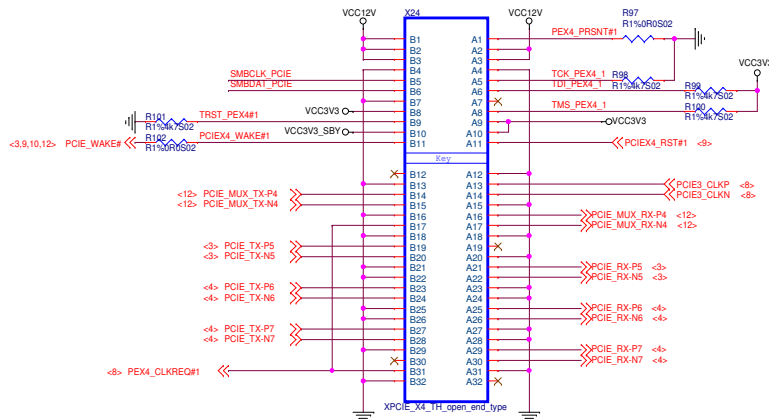 X24
R97
VCC12V
VCC12V
PEX4_PRSNT#1
R1%0R0S02
B1 A1
B2 A2
B3 A3
VCC3V3
B4 A4
SMBCLK_PCIE B5 A5 TCK_PEX4_1 R98 R1%4k7S02
SMBDAT_PCIE B6 A6 TDI_PEX4_1 R99 R1%4k7S02
B7 A7
R101 R1%4k7S02 TRST_PEX4#1 VCC3V3 B8 A8 TMS_PEX4_1 R100 R1%4k7S02
B9 A9 VCC3V3
VCC3V3_SBY B10 A10
<3,9,10,12> PCIE_WAKE# R102 R1%0R0S02 PCIEX4_WAKE#1 B11 A11 PCIEX4_RST#1 <9>
Key
B12 A12
B13 A13 PCIE3_CLKP <8>
<12> PCIE_MUX_TX-P4 B14 A14 PCIE3_CLKN <8>
<12> PCIE_MUX_TX-N4 B15 A15
B16 A16 PCIE_MUX_RX-P4 <12>
B17 A17 PCIE_MUX_RX-N4 <12>
B18 A18
<3> PCIE_TX-P5 B19 A19
<3> PCIE_TX-N5 B20 A20
B21 A21 PCIE_RX-P5 <3>
B22 A22 PCIE_RX-N5 <3>
<4> PCIE_TX-P6 B23 A23
<4> PCIE_TX-N6 B24 A24
B25 A25 PCIE_RX-P6 <4>
B26 A26 PCIE_RX-N6 <4>
<4> PCIE_TX-P7 B27 A27
<4> PCIE_TX-N7 B28 A28
B29 A29 PCIE_RX-P7 <4>
B30 A30 PCIE_RX-N7 <4>
<8> PEX4_CLKREQ#1 B31 A31
B32 A32
XPCIE_X4_TH_open_end_type